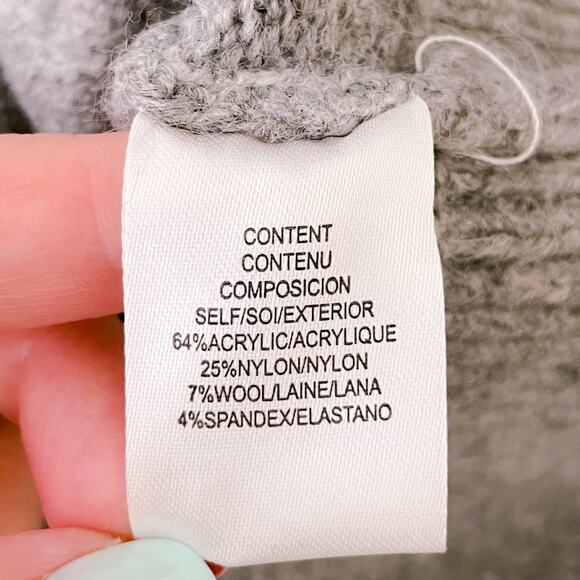 CONTENT
CONTENU
COMPOSICION
SELF/SOI/EXTERIOR
64%ACRYLIC/ACRYLIQUE
25%NYLON/NYLON
7%WOOL/LAINE/LANA
4%SPANDEX/ELASTANO